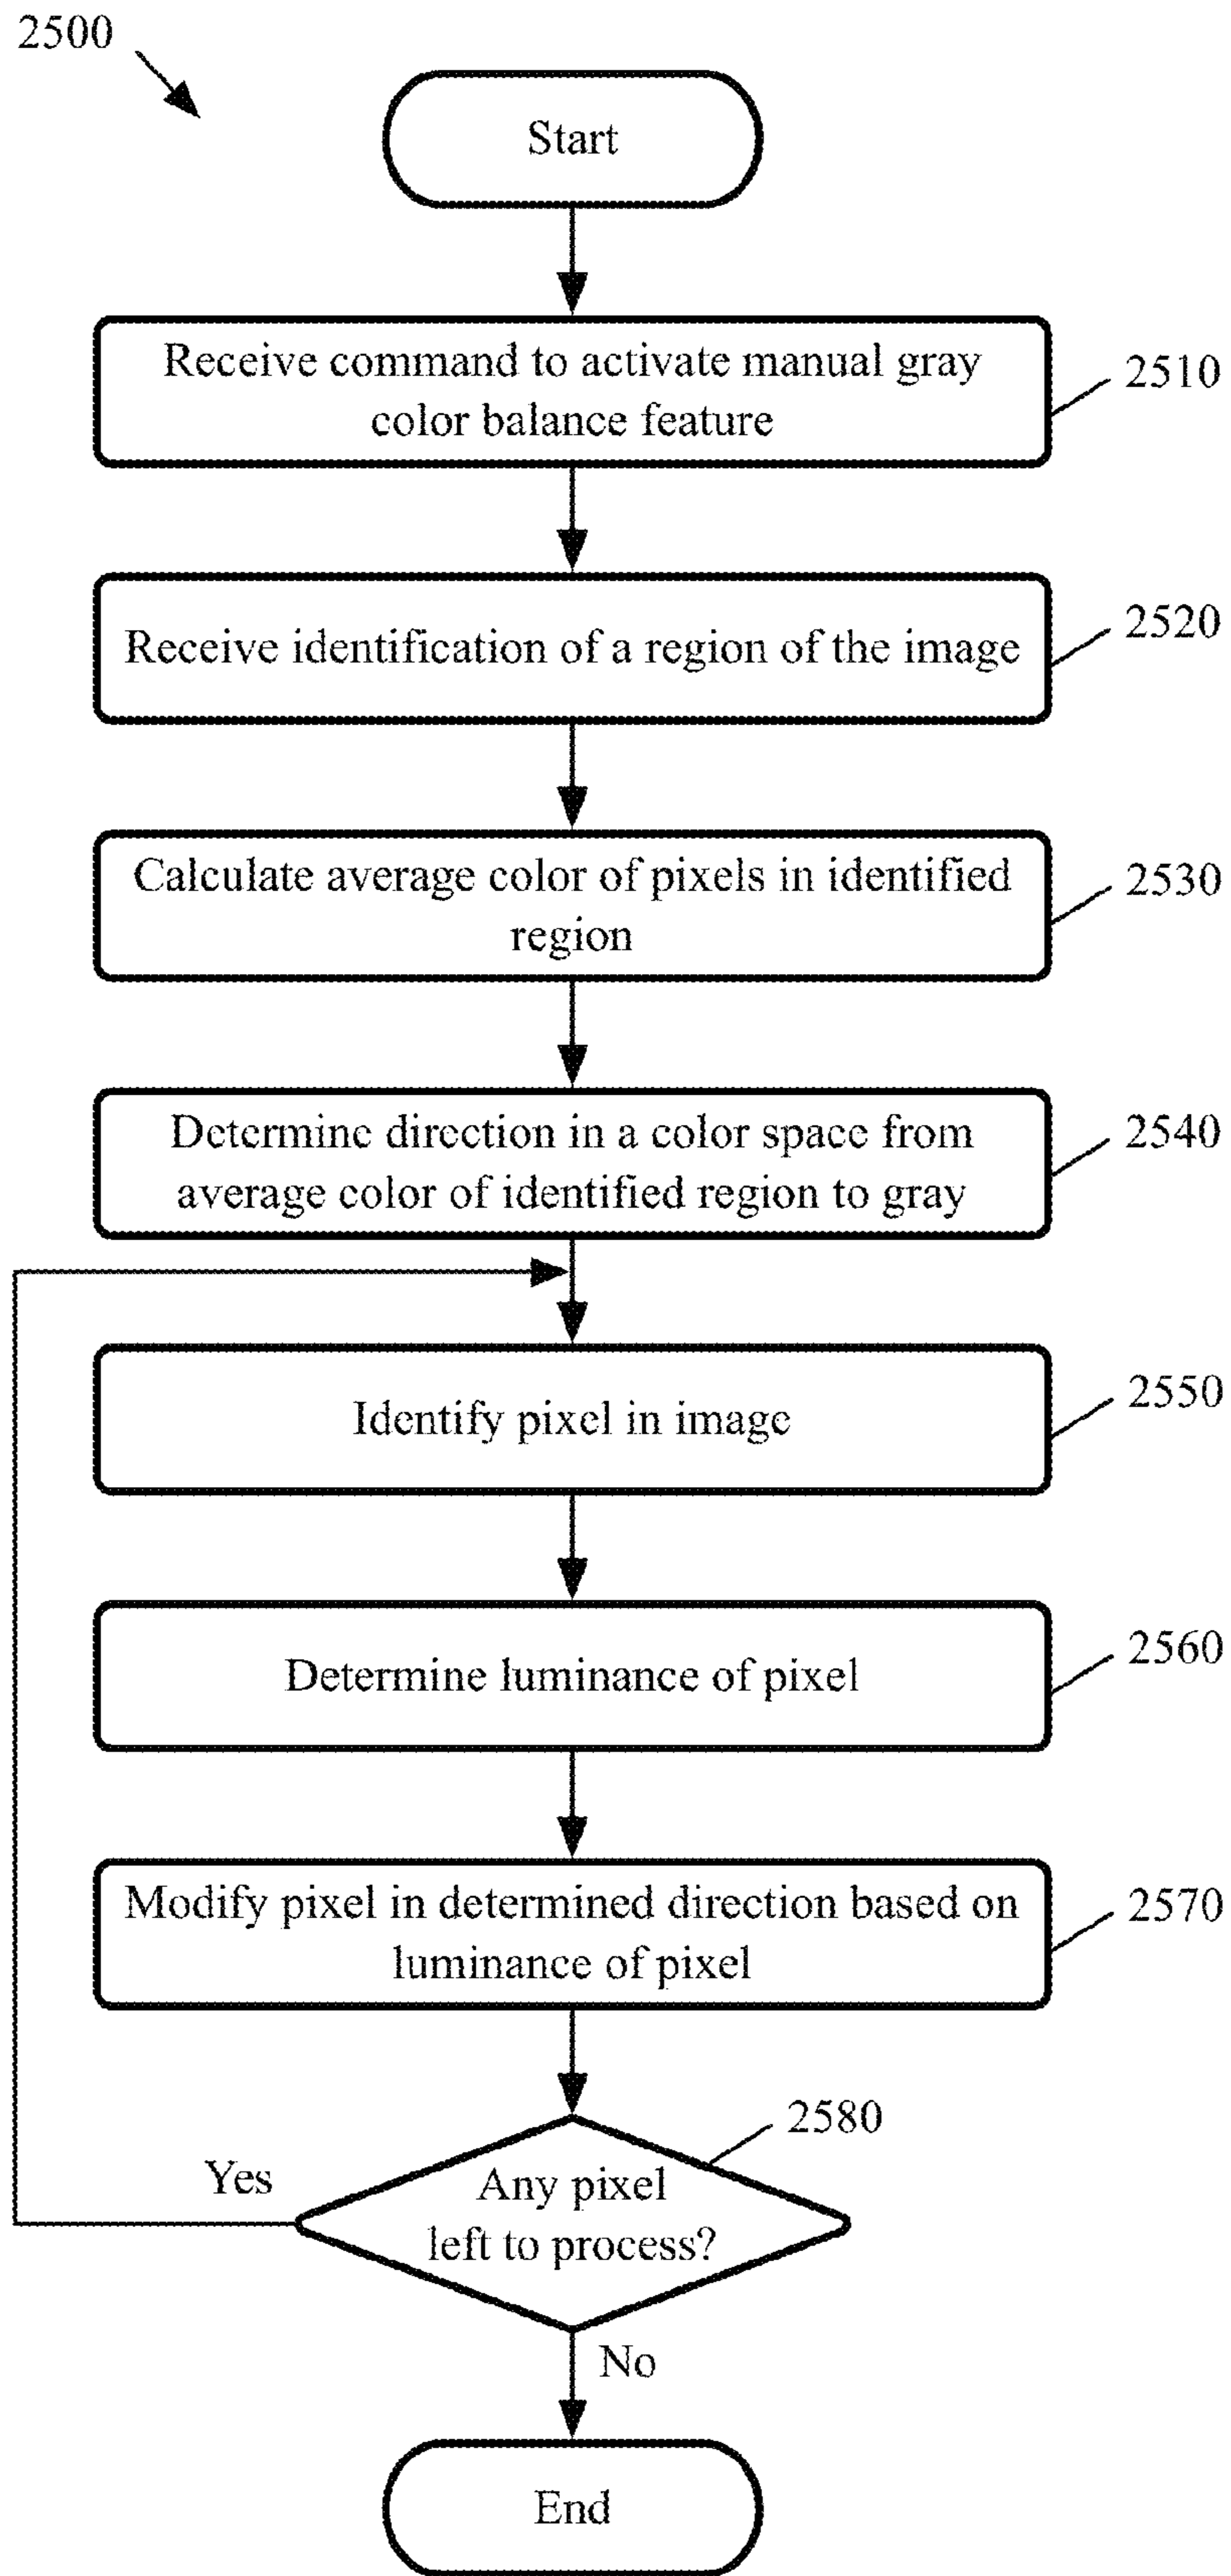 2500
Start
Receive command to activate manual gray
color balance feature
2510
Receive identification of a region of the image
2520
Calculate average color of pixels in identified
region
2530
Determine direction in a color space from
average color of identified region to gray
2540
Identify pixel in image
2550
Determine luminance of pixel
2560
Modify pixel in determined direction based on
luminance of pixel
2570
2580
Any pixel
left to process?
Yes
No
End